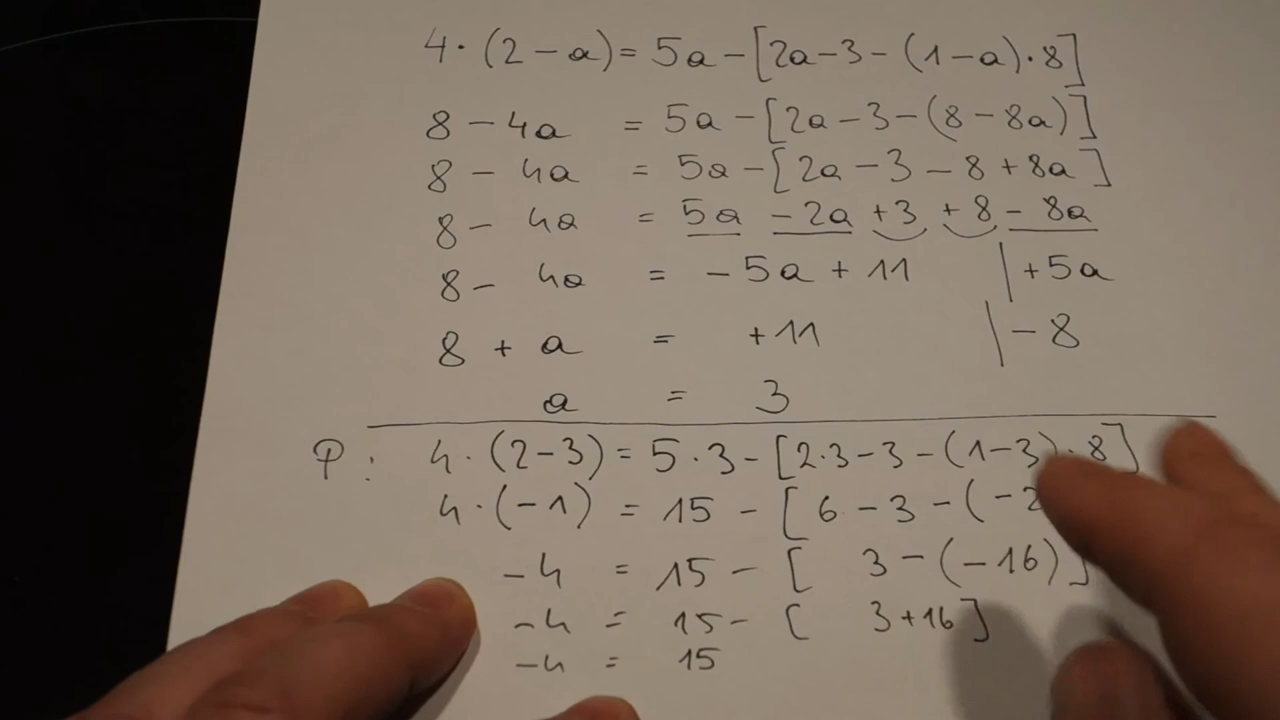 4·(2-a)=5a-[2a-3-(1-a)·8]
8-4a = 5a-[2a-3-(8-8a)]
8-4a = 5a-[2a-3-8+8a]
8-4a = 5a-2a+3+8-8a
8-4a = -5a+11 |+5a
8+a = +11 |-8
a = 3
P: 4·(2-3)=5·3-[2·3-3-(1-3)·8]
4·(-1) = 15-[6-3-(-2
-4 = 15-[3-(-16)]
-4 = 15-[3+16]
-4 = 15